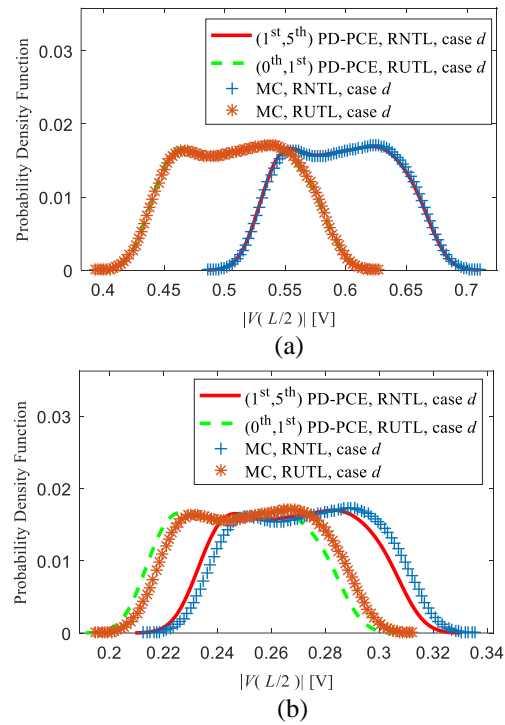 (a)
0.03
0.02
0.01
0
Probability Density Function
(1st,5th) PD-PCE, RNTL, case d
(0th,1st) PD-PCE, RUTL, case d
MC, RNTL, case d
MC, RUTL, case d
0.4 0.45 0.5 0.55 0.6 0.65 0.7
|V( L/2 )| [V]
(a)
0.03
0.02
0.01
0
Probability Density Function
(1st,5th) PD-PCE, RNTL, case d
(0th,1st) PD-PCE, RUTL, case d
MC, RNTL, case d
MC, RUTL, case d
0.2 0.22 0.24 0.26 0.28 0.3 0.32 0.34
|V( L/2 )| [V]
(b)